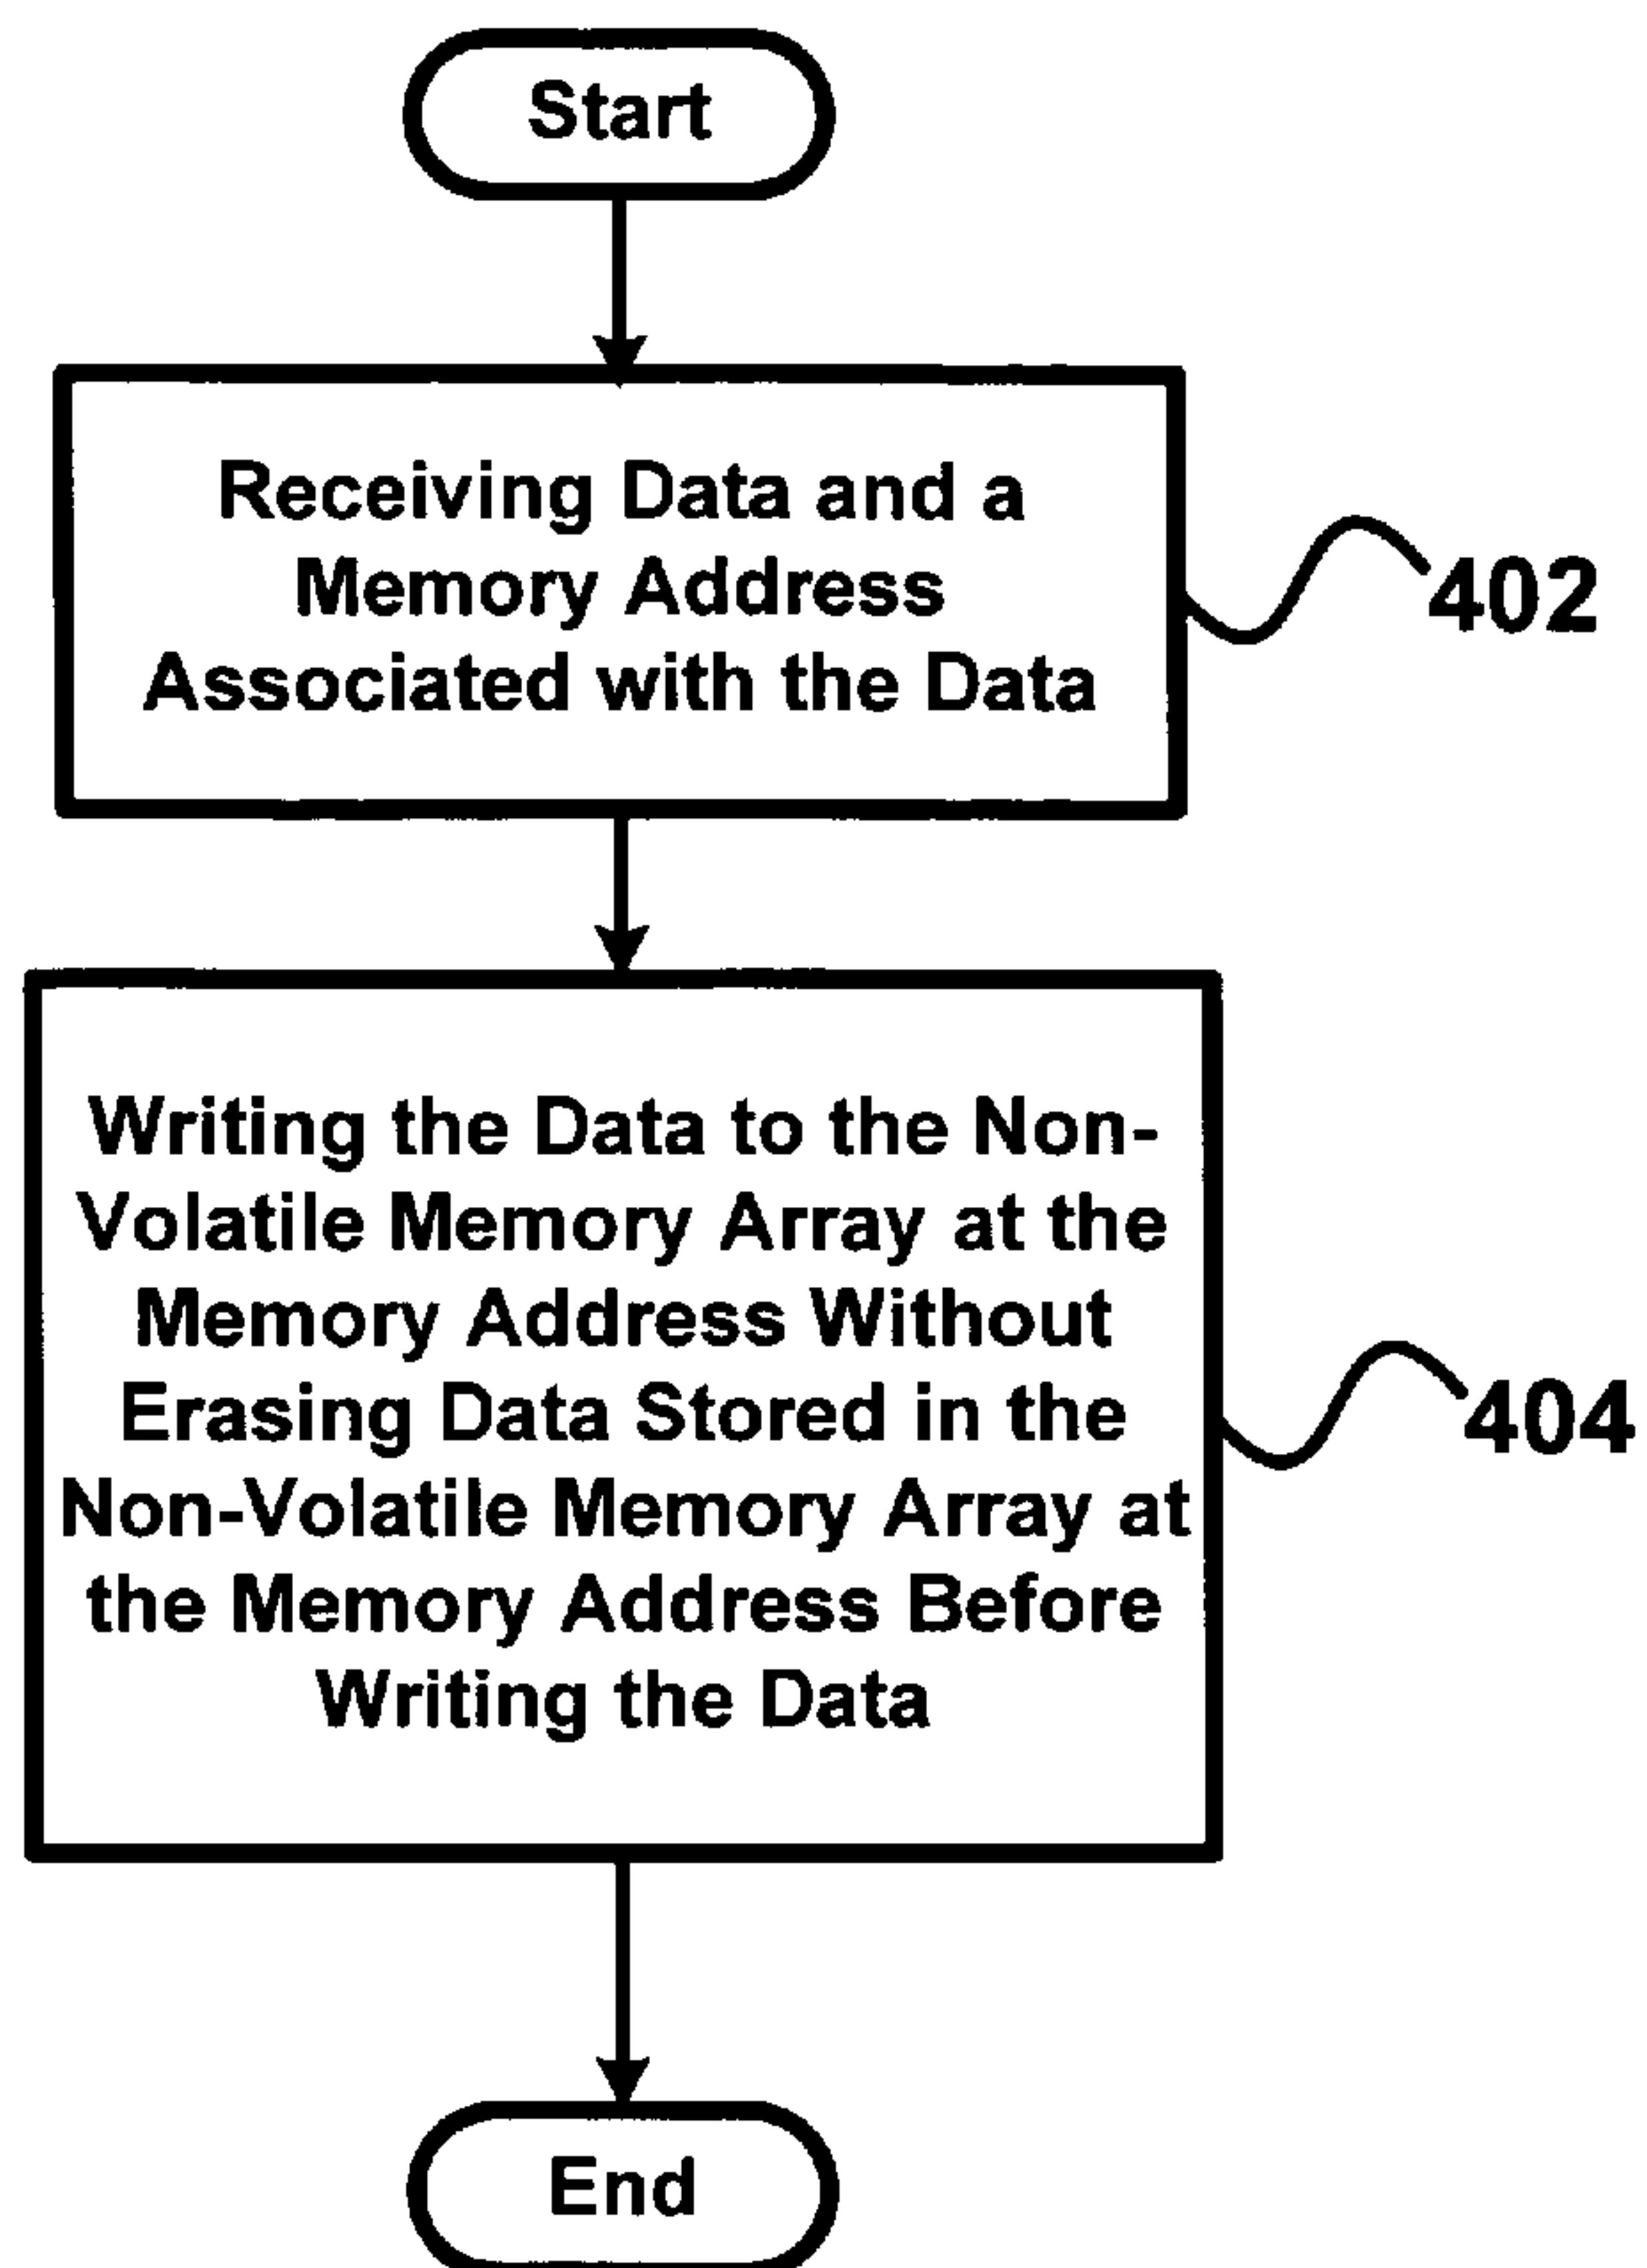 Start
Receiving Data and a
Memory Address
Associated with the Data
402
Writing the Data to the Non-
Volatile Memory Array at the
Memory Address Without
Erasing Data Stored in the
Non-Volatile Memory Array at
the Memory Address Before
Writing the Data
404
End